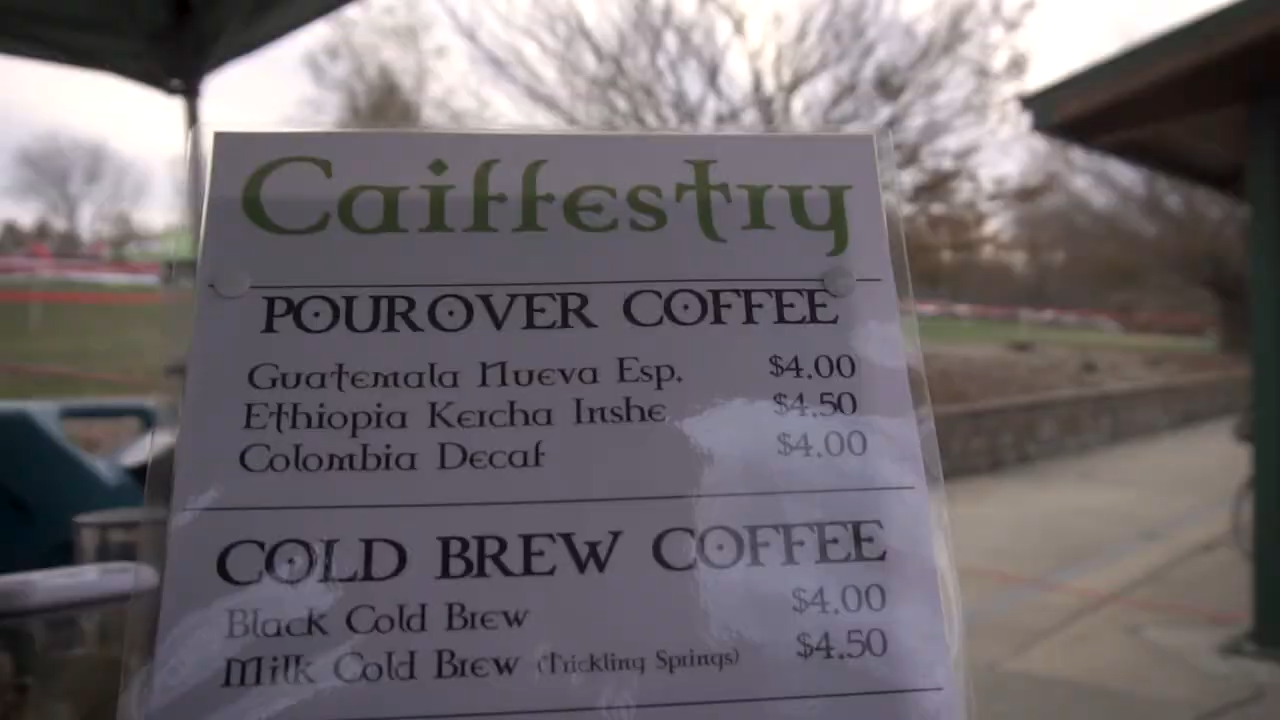 Caiffestry
POUROVER COFFEE
Guatemala Nueva Esp. $4.00
Ethiopia Kercha Inshe $4.50
Colombia Decaf $4.00
COLD BREW COFFEE
Black Cold Brew $4.00
Milk Cold Brew (Trickling Springs) $4.50